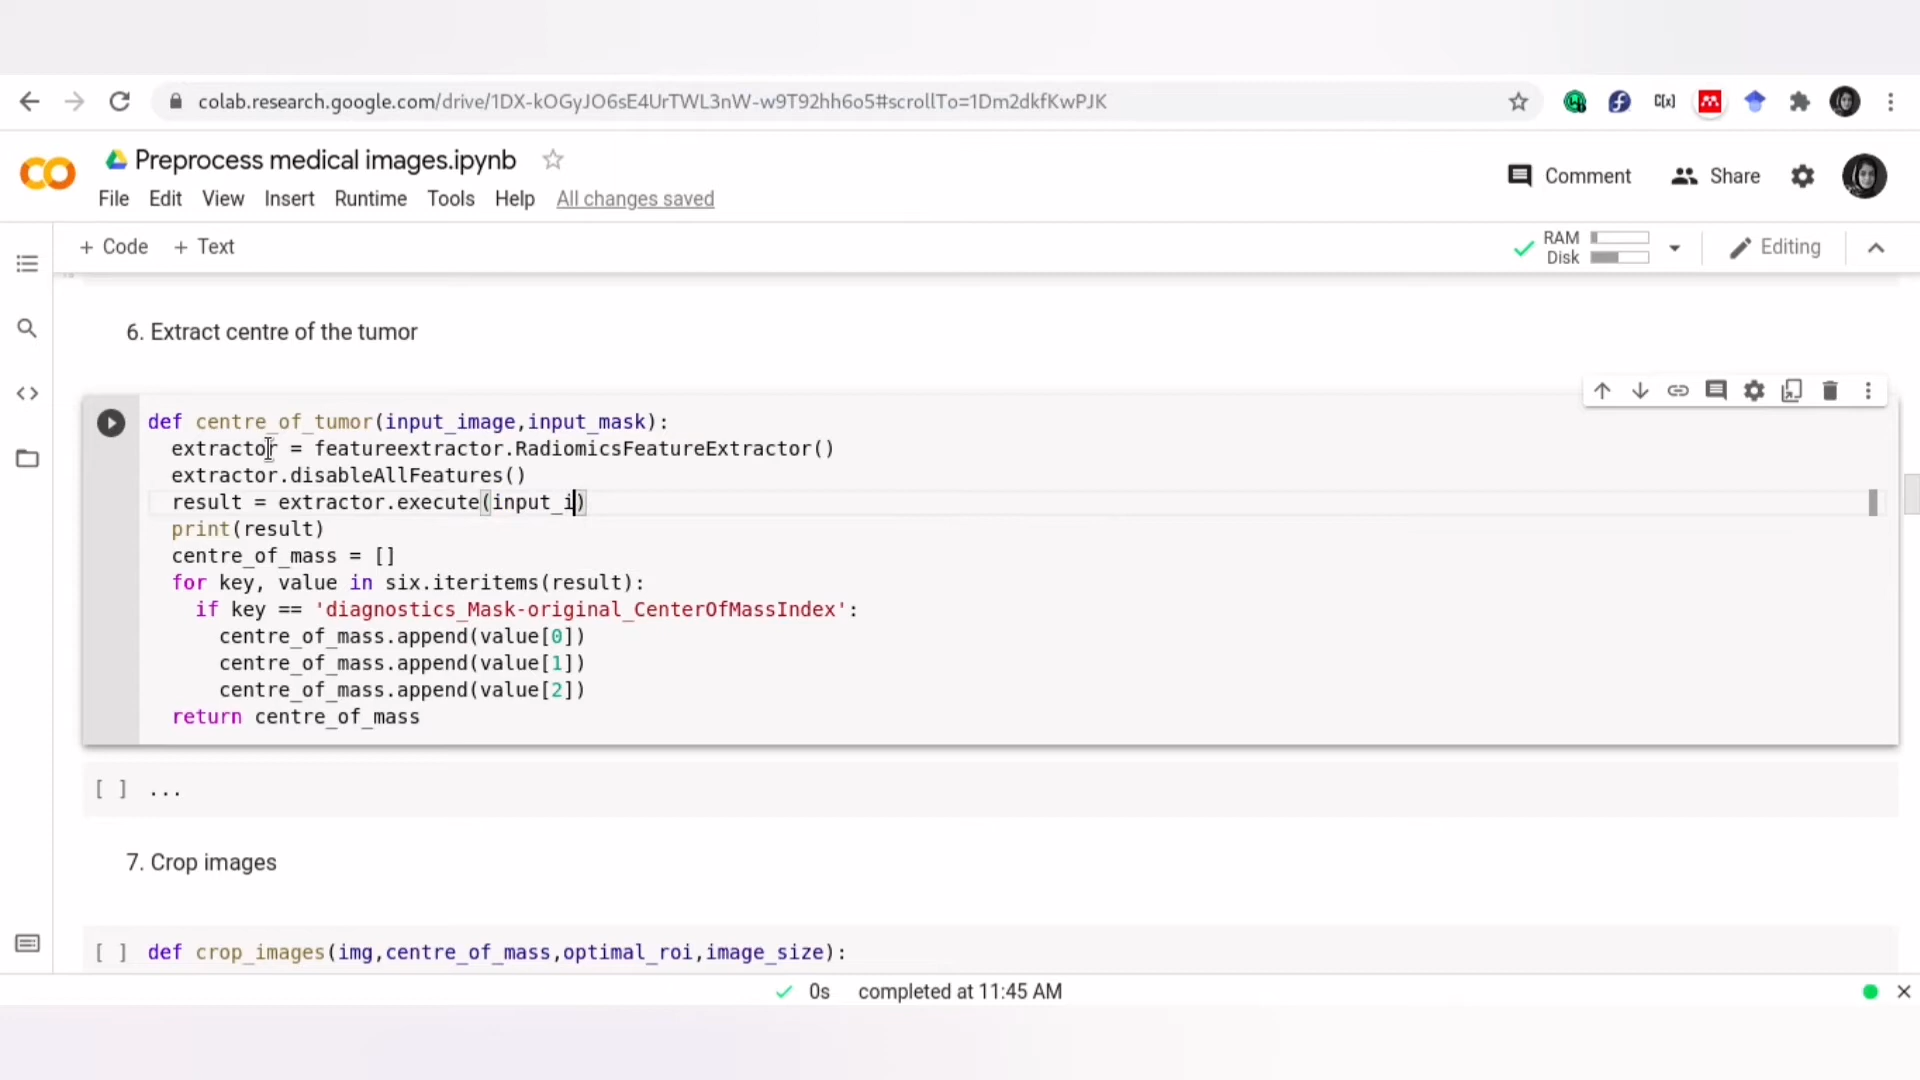 colab.research.google.com/drive/1DX-kOGyJO6sE4UrTWL3nW-w9T92hh6o5#scrollTo=1Dm2dkfKwPJK
Preprocess medical images.ipynb
Comment
Share
File Edit View Insert Runtime Tools Help All changes saved
+ Code + Text
RAM
Disk
Editing
6. Extract centre of the tumor
def centre_of_tumor(input_image,input_mask):
extractor = featureextractor.RadiomicsFeatureExtractor()
extractor.disableAllFeatures()
result = extractor.execute(input_i)
print(result)
centre_of_mass = []
for key, value in six.iteritems(result):
if key == 'diagnostics_Mask-original_CenterOfMassIndex':
centre_of_mass.append(value[0])
centre_of_mass.append(value[1])
centre_of_mass.append(value[2])
return centre_of_mass
[ ] ...
7. Crop images
[ ] def crop_images(img,centre_of_mass,optimal_roi,image_size):
0s completed at 11:45 AM